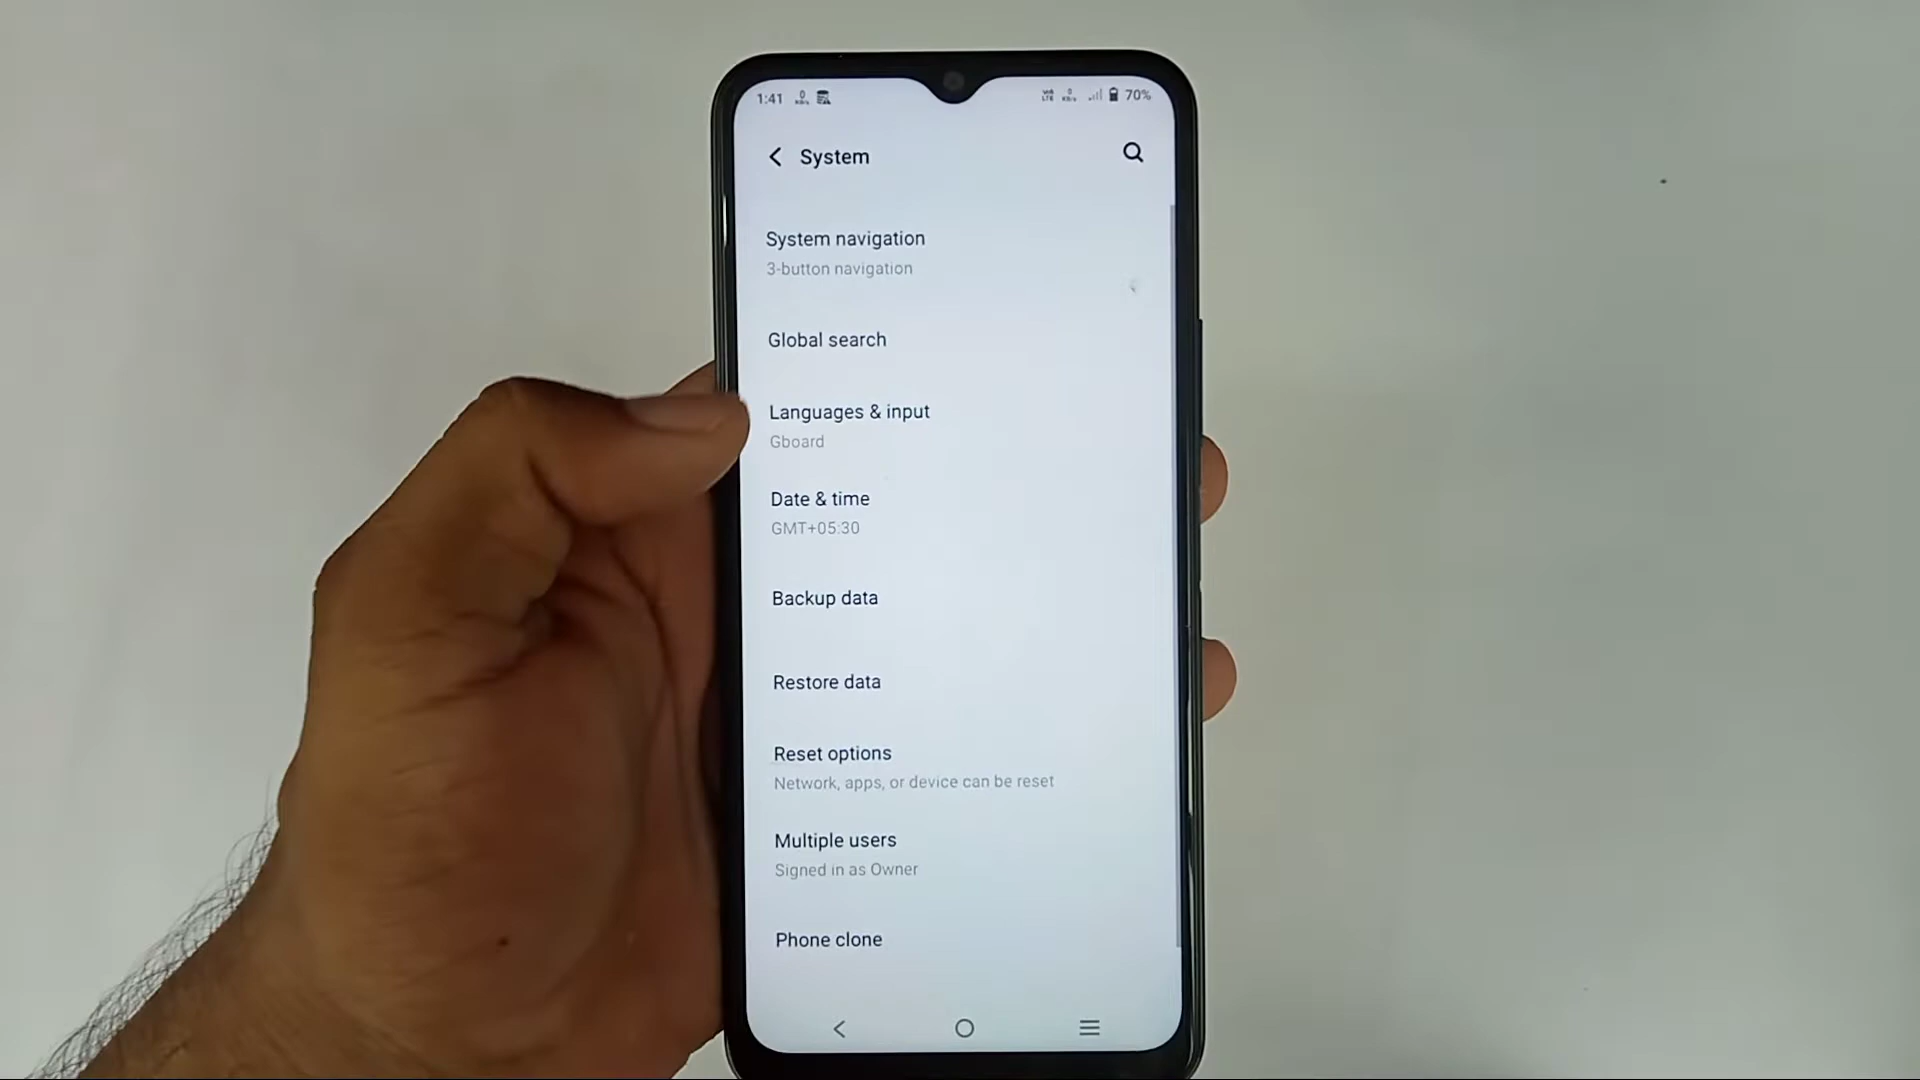 1:41
70%
System
System navigation
3-button navigation
Global search
Languages & input
Gboard
Date & time
GMT+05:30
Backup data
Restore data
Reset options
Network, apps, or device can be reset
Multiple users
Signed in as Owner
Phone clone